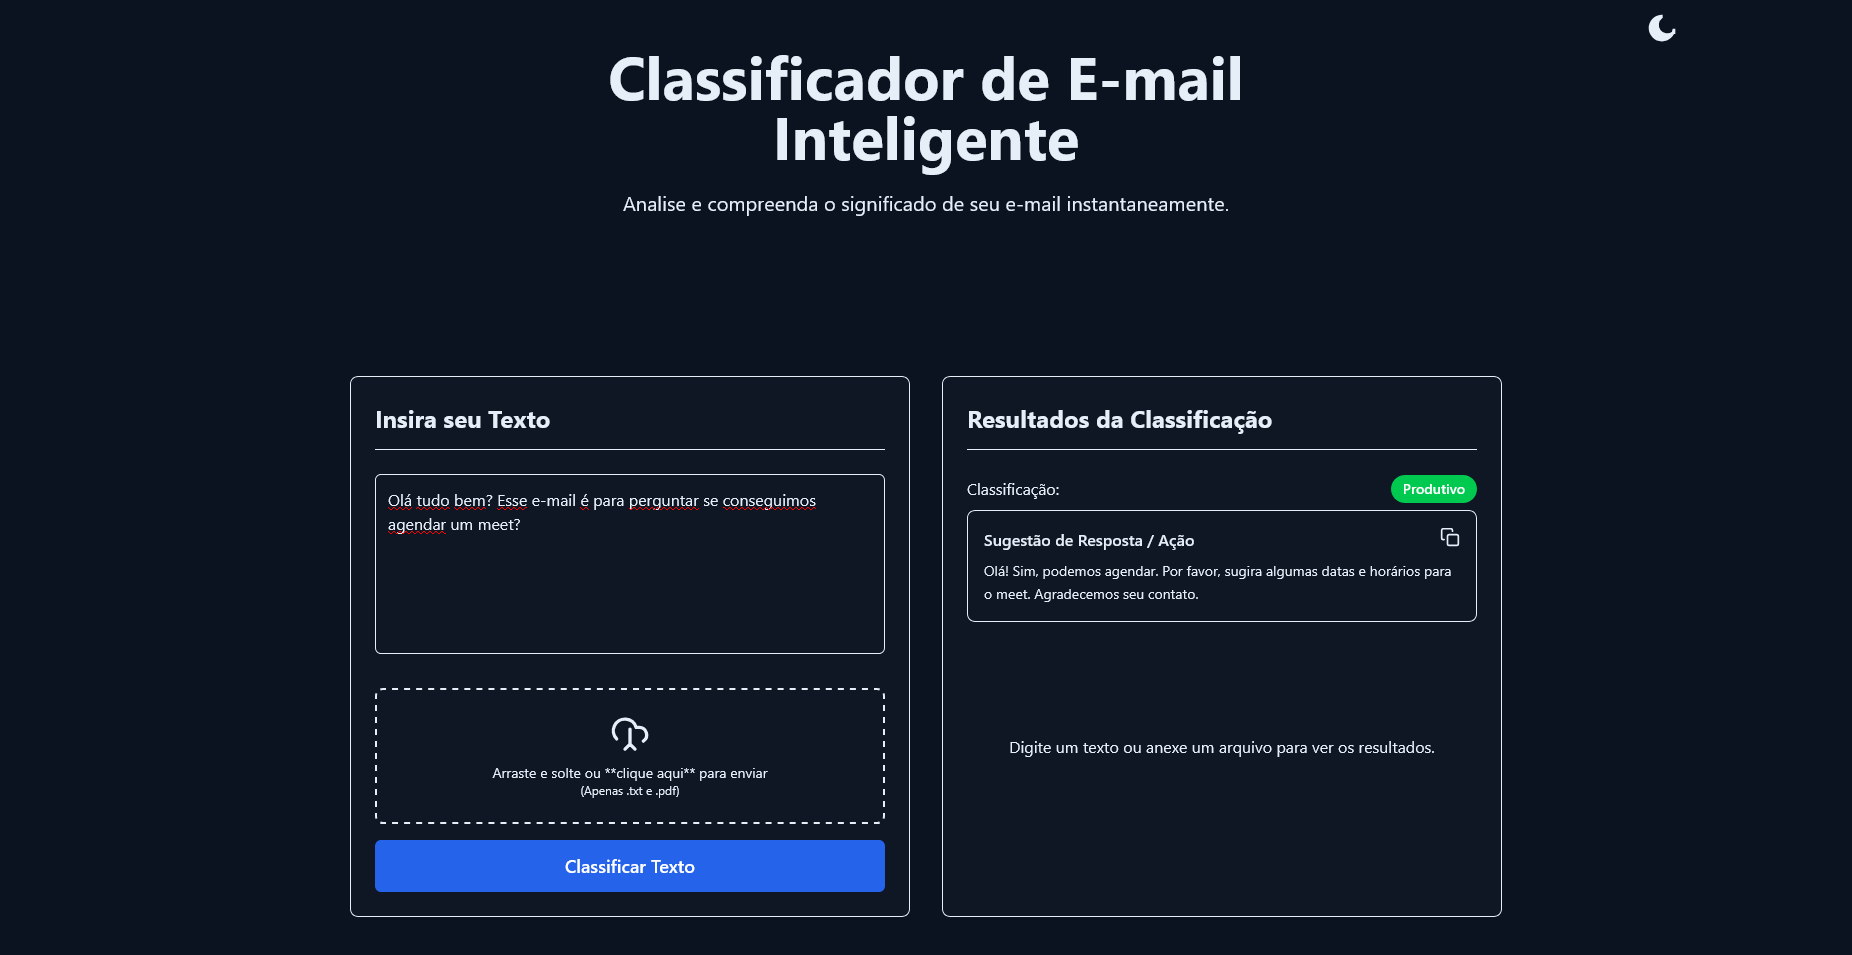 Classificador de E-mail
Inteligente
Analise e compreenda o significado de seu e-mail instantaneamente.
Insira seu Texto
Olá tudo bem? Esse e-mail é para perguntar se conseguimos
agendar um meet?
Arraste e solte ou **clique aqui** para enviar
(Apenas .txt e .pdf)
Classificar Texto
Resultados da Classificação
Classificação:
Produtivo
Sugestão de Resposta / Ação
Olá! Sim, podemos agendar. Por favor, sugira algumas datas e horários para
o meet. Agradecemos seu contato.
Digite um texto ou anexe um arquivo para ver os resultados.